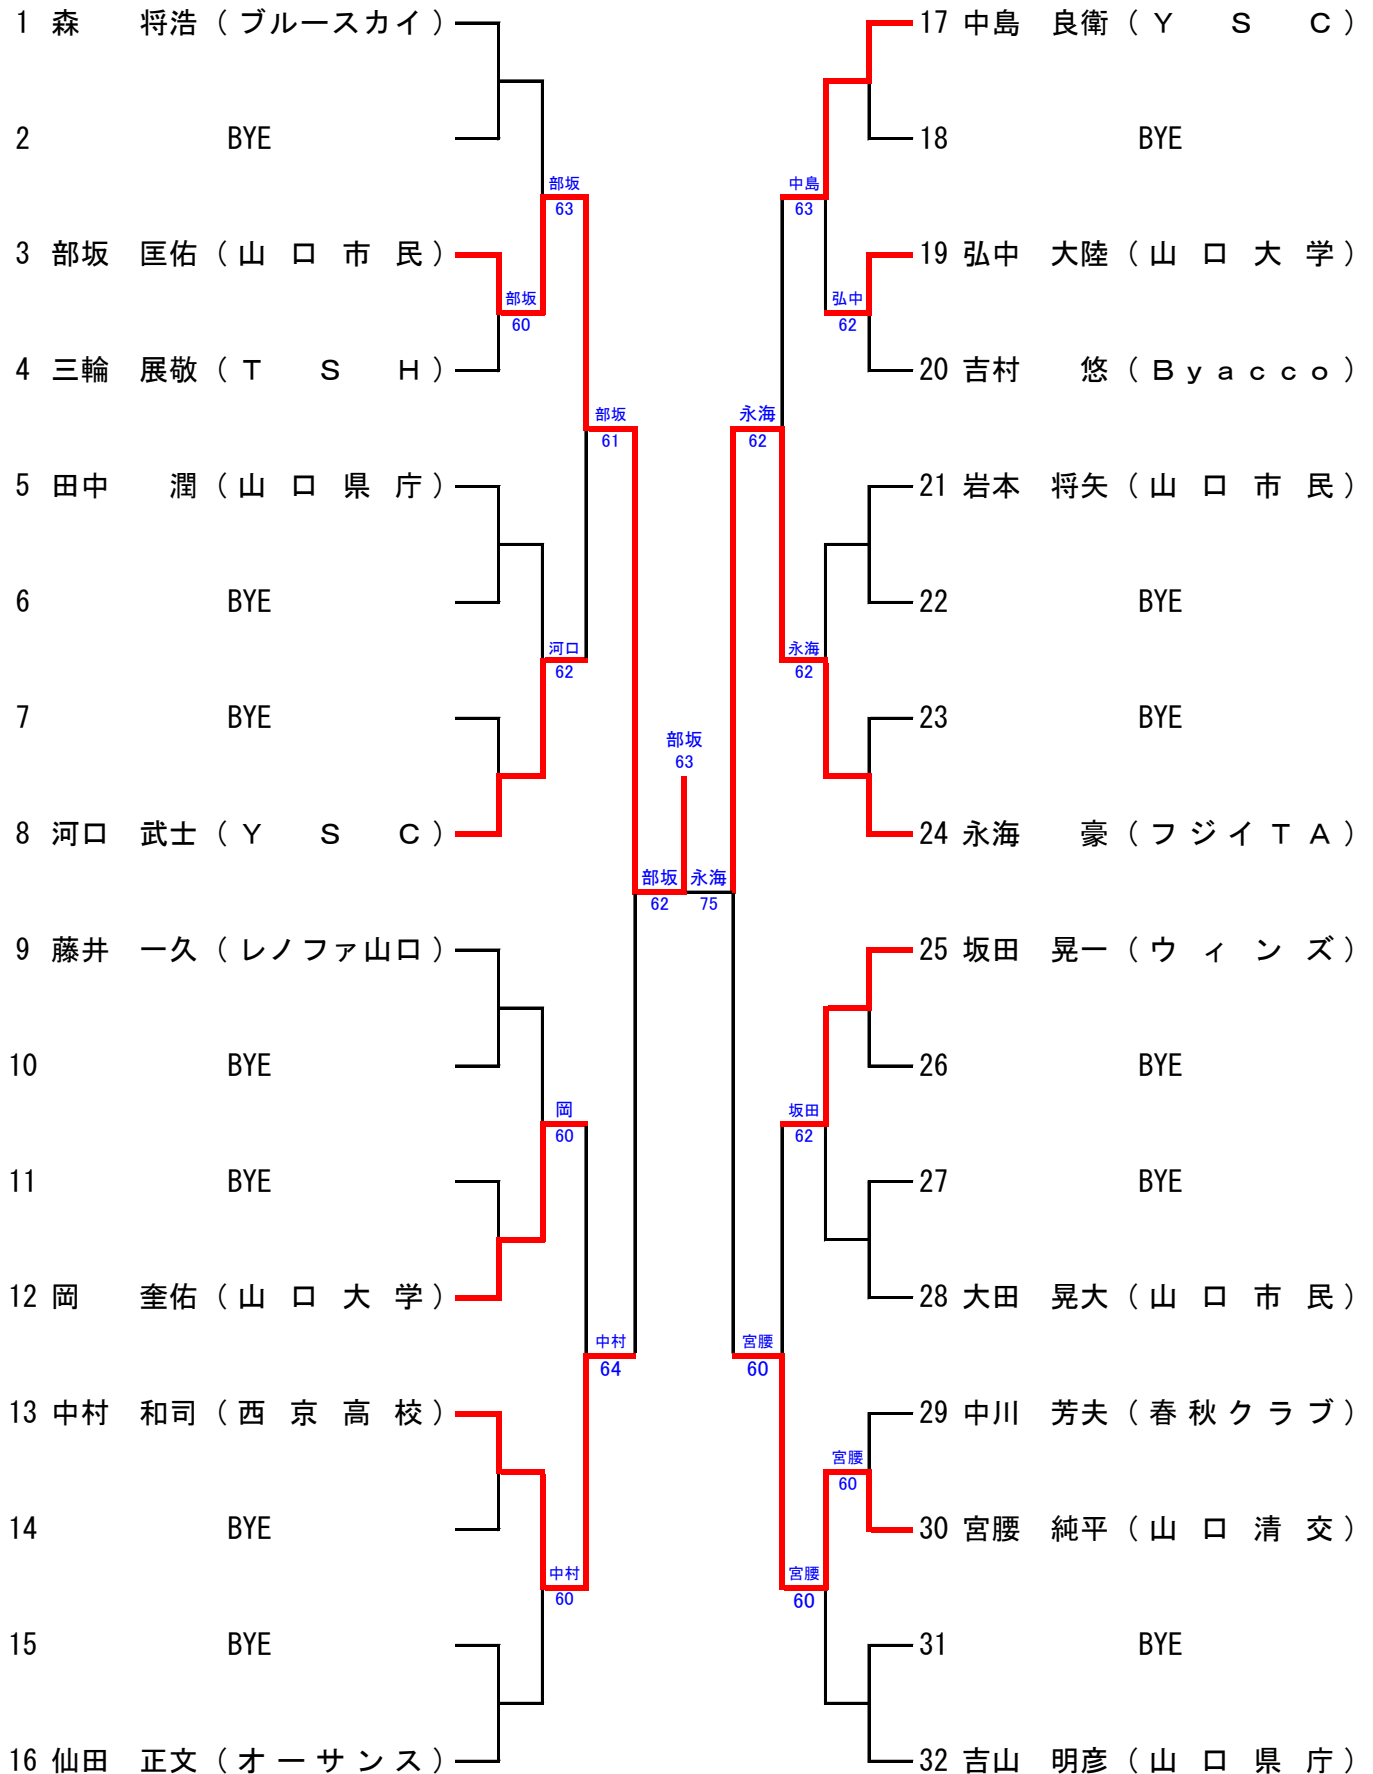 1 森 将浩（ブルースカイ）
2 BYE
部坂
63
3 部坂 匡佑（山口市民）
部坂
60
4 三輪 展敬（ＴＳＨ）
部坂
61
5 田中 潤（山口県庁）
6 BYE
河口
62
7 BYE
8 河口 武士（ＹＳＣ）
部坂
63
部坂 永海
62 75
9 藤井 一久（レノファ山口）
10 BYE
岡
60
11 BYE
12 岡 奎佑（山口大学）
中村
64
13 中村 和司（西京高校）
14 BYE
中村
60
15 BYE
16 仙田 正文（オーサンス）
17 中島 良衛（ＹＳＣ）
18 BYE
中島
63
19 弘中 大陸（山口大学）
弘中
62
20 吉村 悠（Ｂｙａｃｃｏ）
永海
62
21 岩本 将矢（山口市民）
22 BYE
永海
62
23 BYE
24 永海 豪（フジイＴＡ）
25 坂田 晃一（ウィンズ）
26 BYE
坂田
62
27 BYE
28 大田 晃大（山口市民）
宮腰
60
29 中川 芳夫（春秋クラブ）
宮腰
60
30 宮腰 純平（山口清交）
宮腰
60
31 BYE
32 吉山 明彦（山口県庁）